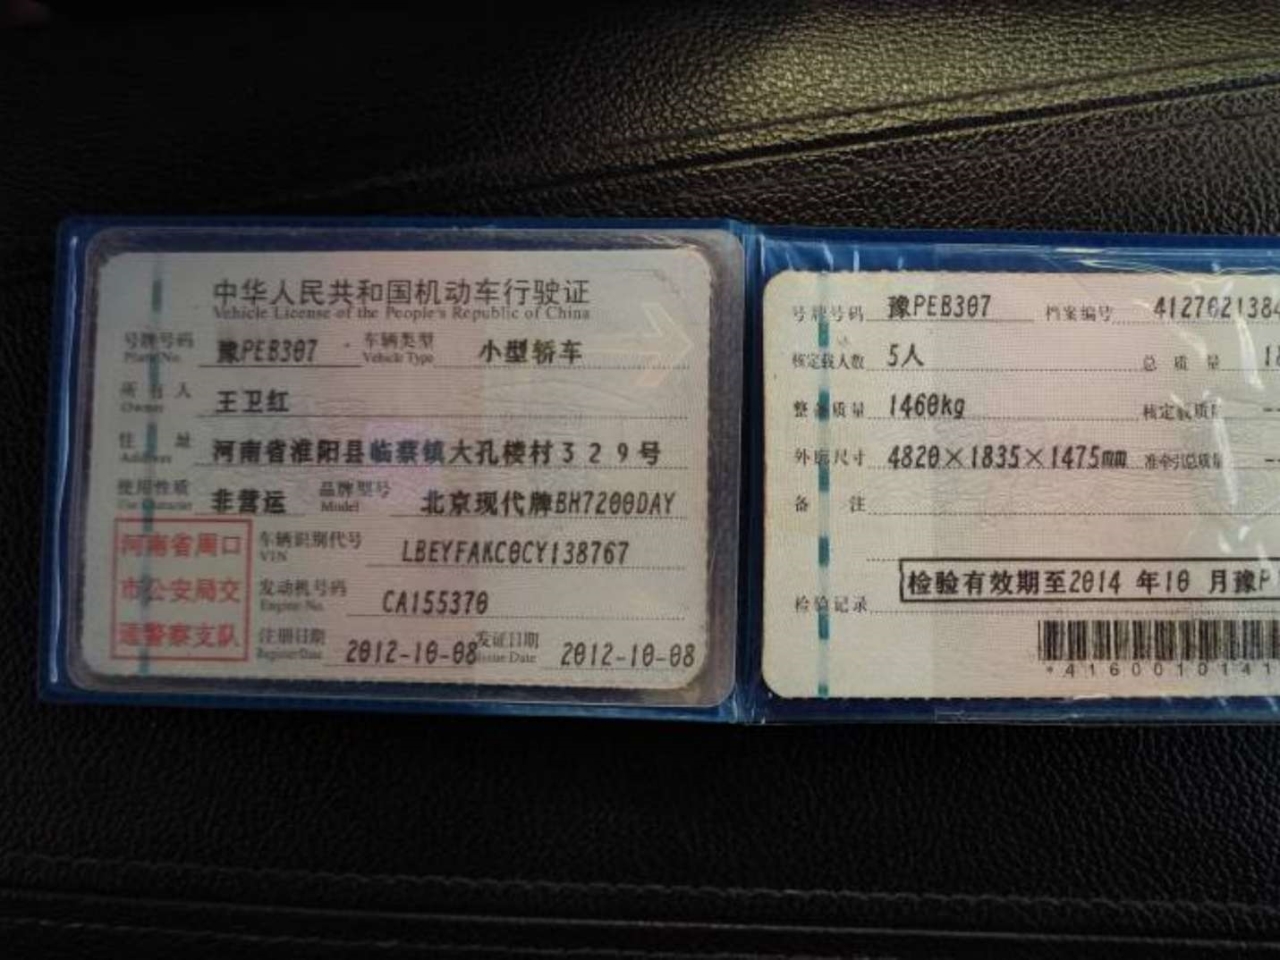 中华人民共和国机动车行驶证
Vehicle License of the People's Republic of China
号牌号码 豫PEB307 车辆类型 小型轿车
Plate No. Vehicle Type
所有人 王卫红
Owner
住址 河南省淮阳县临蔡镇大孔楼村329号
Address
使用性质 非营运 品牌型号 北京现代牌BH7200DAY
Use Character Model
河南省周口
市公安局交
通警察支队
车辆识别代号 LBEYFAKC0CY138767
VIN
发动机号码 CA155370
Engine No.
注册日期 2012-10-08 发证日期 2012-10-08
Register Date Issue Date
号牌号码 豫PEB307 档案编号 4127021384
核定载人数 5人 总质量 18
整备质量 1460kg 核定载质量 --
外廓尺寸 4820×1835×1475mm 准牵引总质量 --
备注
检验有效期至2014 年10 月豫P
检验记录
*4160010141